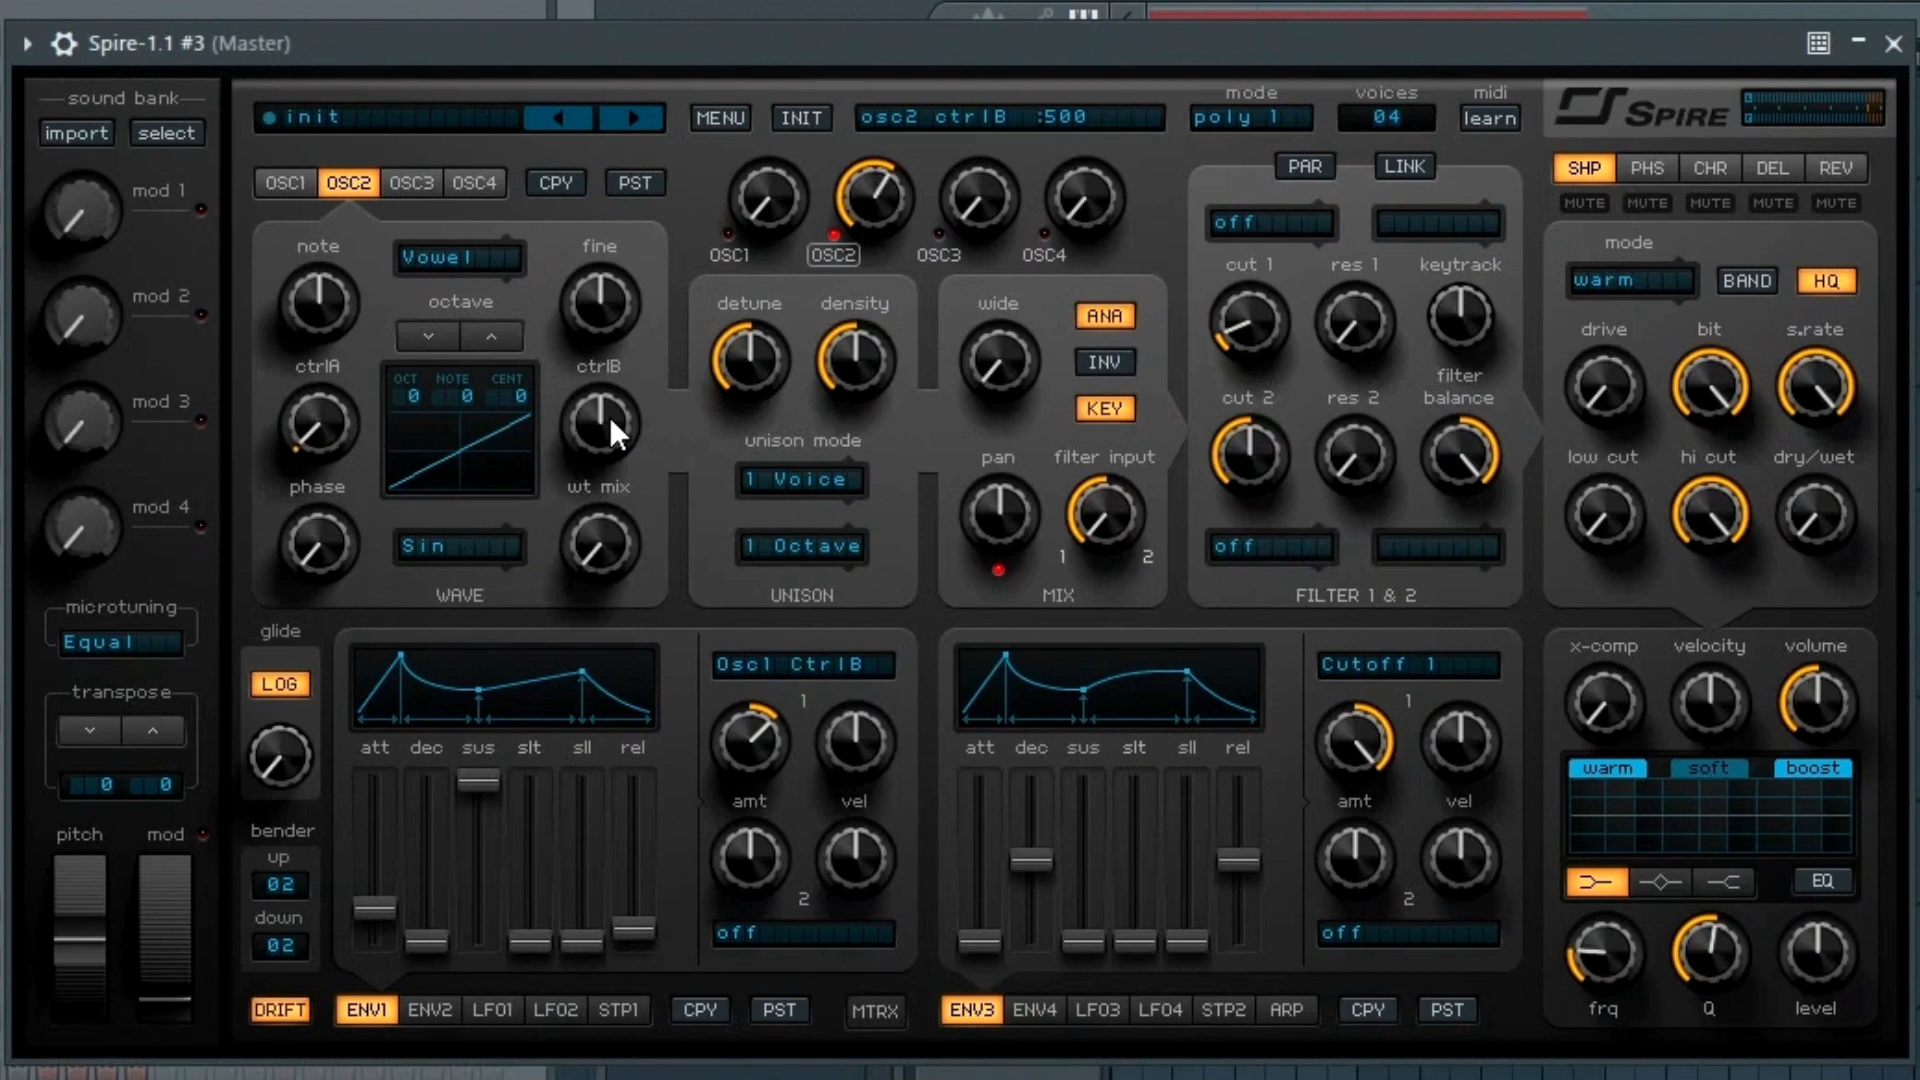 Spire-1.1 #3 (Master)
sound bank
import select
mod 1
mod 2
mod 3
mod 4
microtuning
Equal
transpose
0 0
pitch mod
init
MENU INIT
osc2 ctrlB :500
mode
poly 1
voices
04
midi
learn
SPIRE
OSC1 OSC2 OSC3 OSC4 CPY PST
OSC1 OSC2 OSC3 OSC4
note
Vowel
fine
octave
ctrlA
ctrlB
OCT NOTE CENT
0 0 0
phase
wt mix
Sin
WAVE
detune density
unison mode
1 Voice
1 Octave
UNISON
wide
ANA
INV
KEY
pan filter input
1 2
MIX
PAR LINK
off
cut 1 res 1 keytrack
cut 2 res 2 filter balance
off
FILTER 1 & 2
SHP PHS CHR DEL REV
MUTE MUTE MUTE MUTE MUTE
mode
warm BAND HQ
drive bit s.rate
low cut hi cut dry/wet
glide
LOG
bender
up
02
down
02
DRIFT
att dec sus slt sll rel
Osc1 CtrlB
1
amt vel
2
off
ENV1 ENV2 LFO1 LFO2 STP1 CPY PST MTRX
att dec sus slt sll rel
Cutoff 1
1
amt vel
2
off
ENV3 ENV4 LFO3 LFO4 STP2 ARP CPY PST
x-comp velocity volume
warm soft boost
EQ
frq Q level